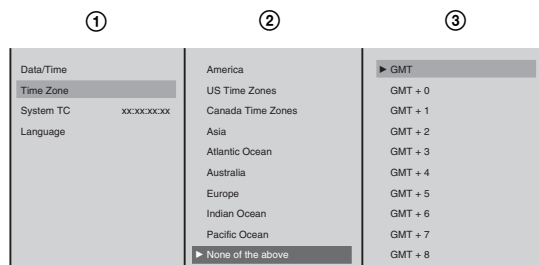 1
2
3
Data/Time
Time Zone
System TC xx:xx:xx:xx
Language
America
US Time Zones
Canada Time Zones
Asia
Atlantic Ocean
Australia
Europe
Indian Ocean
Pacific Ocean
► None of the above
► GMT
GMT + 0
GMT + 1
GMT + 2
GMT + 3
GMT + 4
GMT + 5
GMT + 6
GMT + 7
GMT + 8